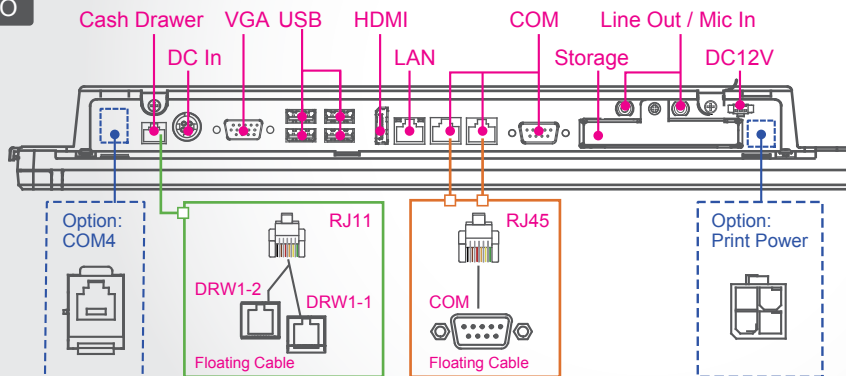 O
Cash Drawer VGA USB HDMI COM Line Out / Mic In
DC In LAN Storage DC12V
Option:
COM4
RJ11
DRW1-2
DRW1-1
Floating Cable
RJ45
COM
Floating Cable
Option:
Print Power